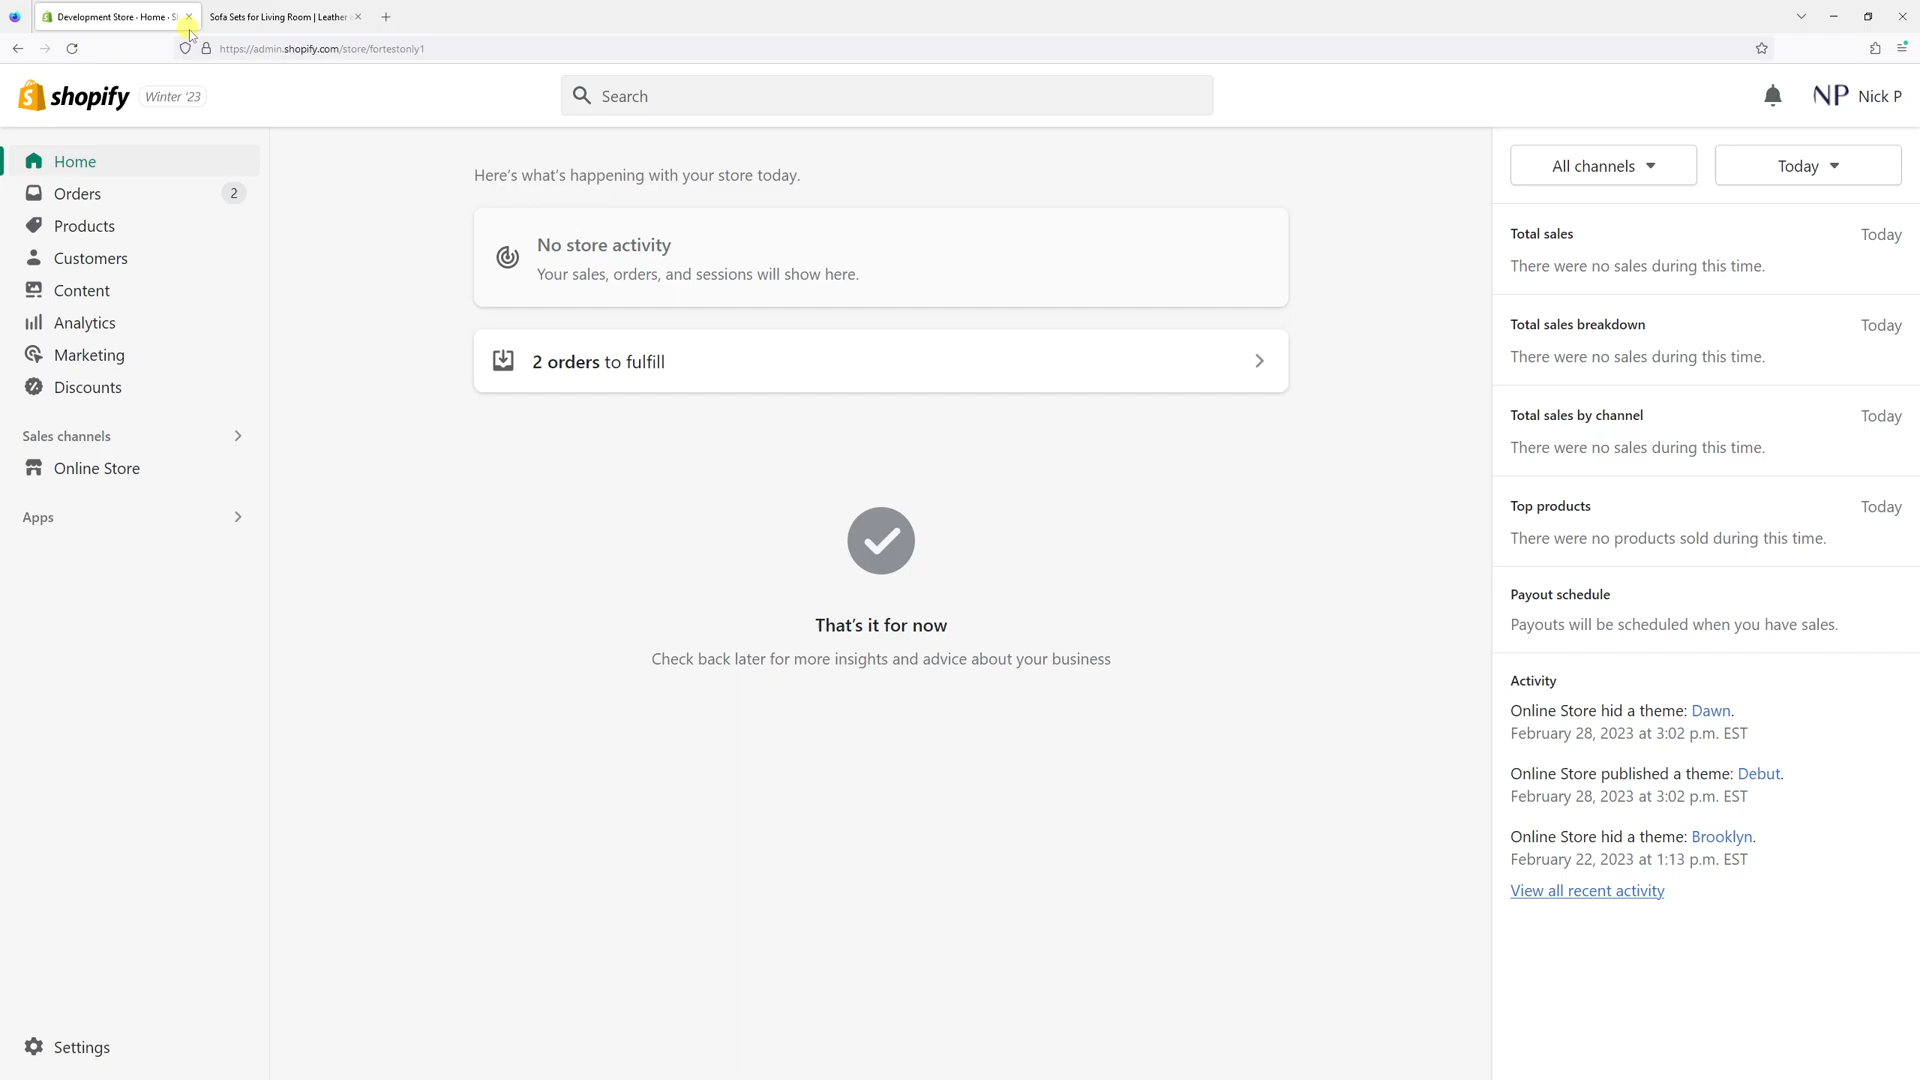 Development Store - Home - S
Sofa Sets for Living Room | Leather
https://admin.shopify.com/store/fortestonly1
shopify
Winter '23
Search
NP
Nick P
Home
Orders
2
Products
Customers
Content
Analytics
Marketing
Discounts
Sales channels
Online Store
Apps
Settings
Here's what's happening with your store today.
No store activity
Your sales, orders, and sessions will show here.
2 orders to fulfill
That's it for now
Check back later for more insights and advice about your business
All channels
Today
Total sales
Today
There were no sales during this time.
Total sales breakdown
Today
There were no sales during this time.
Total sales by channel
Today
There were no sales during this time.
Top products
Today
There were no products sold during this time.
Payout schedule
Payouts will be scheduled when you have sales.
Activity
Online Store hid a theme: Dawn.
February 28, 2023 at 3:02 p.m. EST
Online Store published a theme: Debut.
February 28, 2023 at 3:02 p.m. EST
Online Store hid a theme: Brooklyn.
February 22, 2023 at 1:13 p.m. EST
View all recent activity